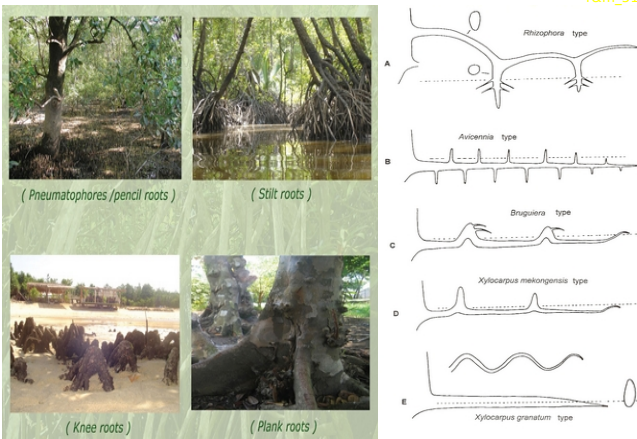 ( Pneumatophores /pencil roots )
( Stilt roots )
( Knee roots )
( Plank roots )
Rhizophora type
A
Avicennia type
B
Bruguiera type
C
Xylocarpus mekongensis type
D
E
Xylocarpus granatum type